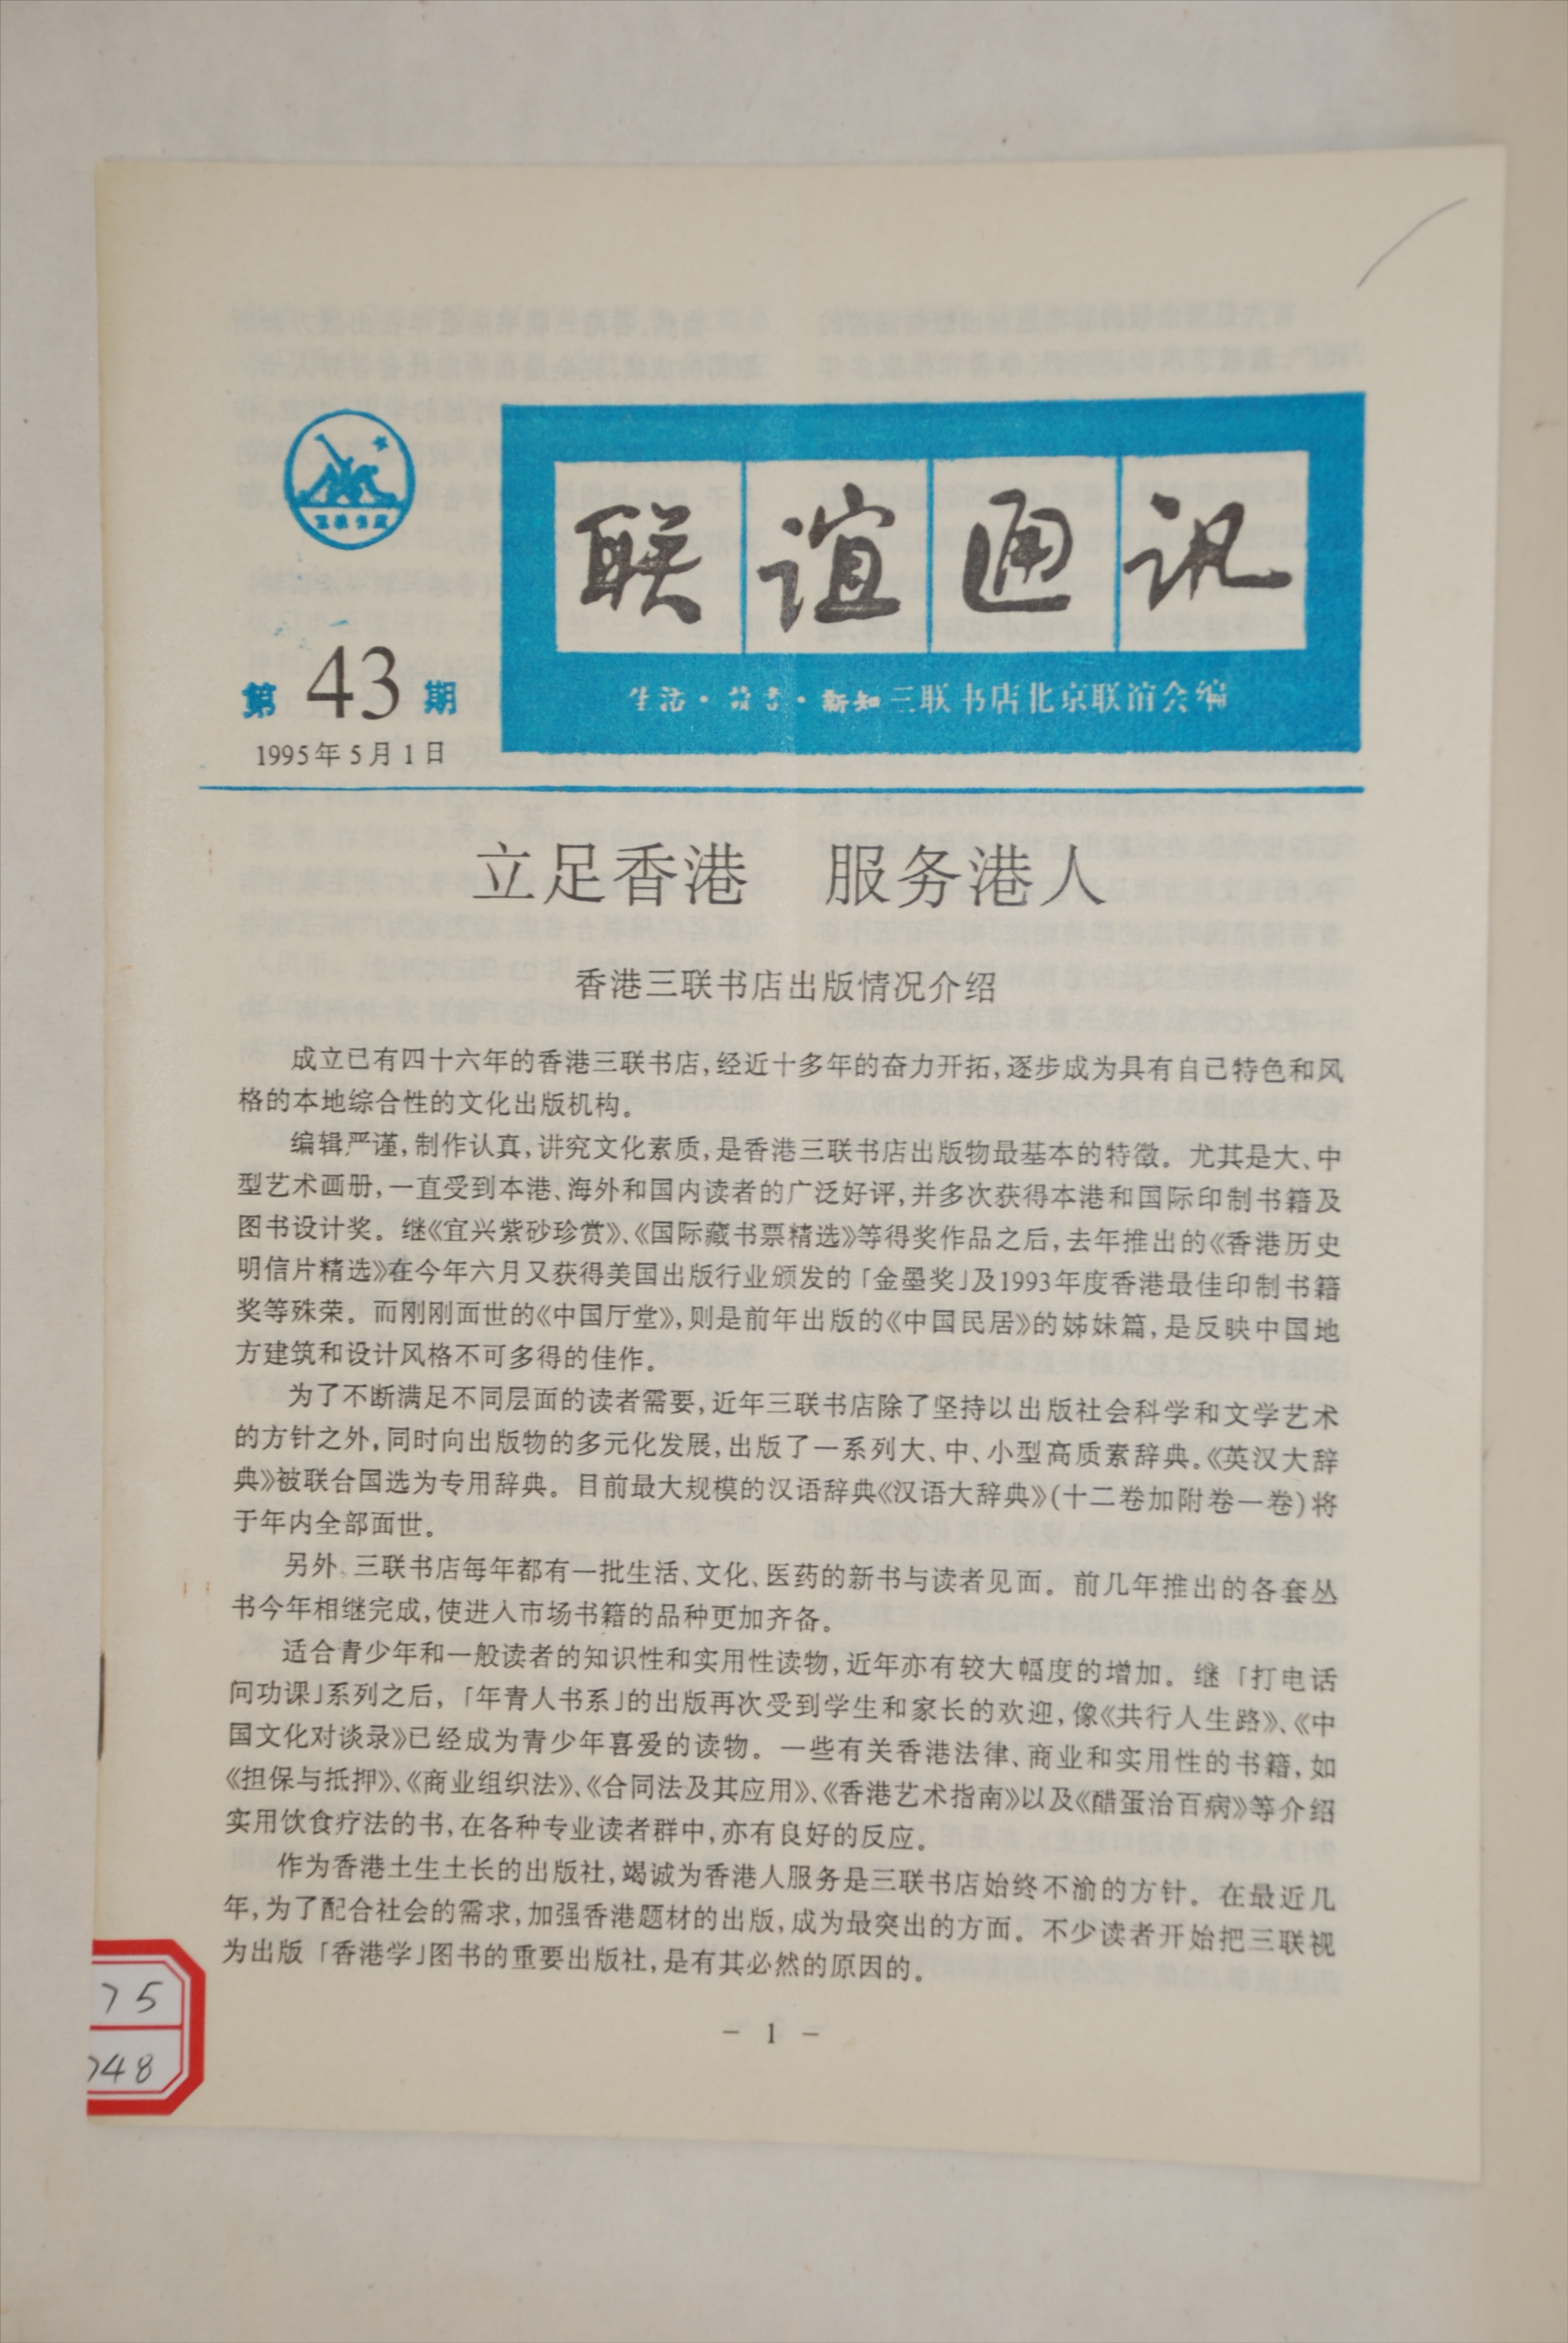 三联书店
联谊通讯
第 43 期
生活·读书·新知三联书店北京联谊会编
1995年5月1日
立足香港 服务港人
香港三联书店出版情况介绍
成立已有四十六年的香港三联书店,经近十多年的奋力开拓,逐步成为具有自己特色和风
格的本地综合性的文化出版机构。
编辑严谨,制作认真,讲究文化素质,是香港三联书店出版物最基本的特徵。尤其是大、中
型艺术画册,一直受到本港、海外和国内读者的广泛好评,并多次获得本港和国际印制书籍及
图书设计奖。继《宜兴紫砂珍赏》、《国际藏书票精选》等得奖作品之后,去年推出的《香港历史
明信片精选》在今年六月又获得美国出版行业颁发的「金墨奖」及1993年度香港最佳印制书籍
奖等殊荣。而刚刚面世的《中国厅堂》,则是前年出版的《中国民居》的姊妹篇,是反映中国地
方建筑和设计风格不可多得的佳作。
为了不断满足不同层面的读者需要,近年三联书店除了坚持以出版社会科学和文学艺术
的方针之外,同时向出版物的多元化发展,出版了一系列大、中、小型高质素辞典。《英汉大辞
典》被联合国选为专用辞典。目前最大规模的汉语辞典《汉语大辞典》(十二卷加附卷一卷)将
于年内全部面世。
另外、三联书店每年都有一批生活、文化、医药的新书与读者见面。前几年推出的各套丛
书今年相继完成,使进入市场书籍的品种更加齐备。
适合青少年和一般读者的知识性和实用性读物,近年亦有较大幅度的增加。继「打电话
问功课」系列之后,「年青人书系」的出版再次受到学生和家长的欢迎,像《共行人生路》、《中
国文化对谈录》已经成为青少年喜爱的读物。一些有关香港法律、商业和实用性的书籍,如
《担保与抵押》、《商业组织法》、《合同法及其应用》、《香港艺术指南》以及《醋蛋治百病》等介绍
实用饮食疗法的书,在各种专业读者群中,亦有良好的反应。
作为香港土生土长的出版社,竭诚为香港人服务是三联书店始终不渝的方针。在最近几
年,为了配合社会的需求,加强香港题材的出版,成为最突出的方面。不少读者开始把三联视
为出版「香港学」图书的重要出版社,是有其必然的原因的。
75
48
- 1 -